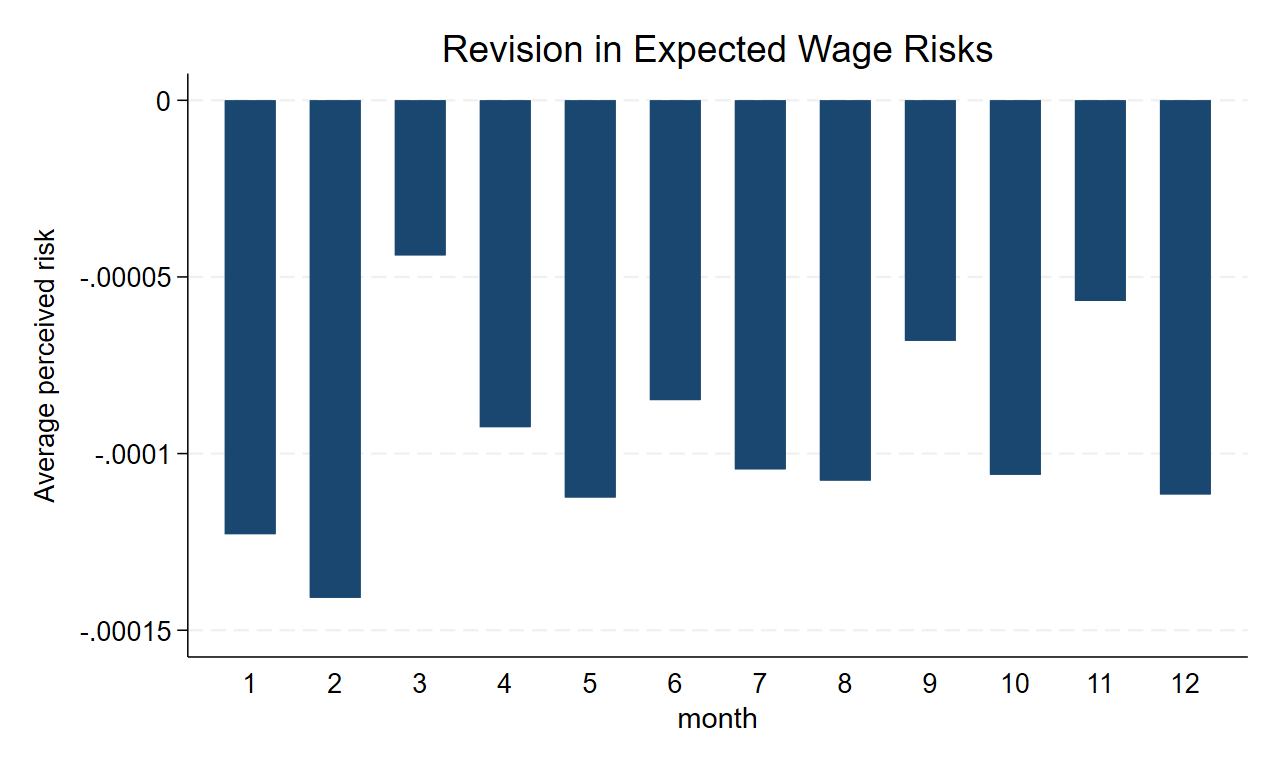 Revision in Expected Wage Risks
Average perceived risk
0
-.00005
-.0001
-.00015
1 2 3 4 5 6 7 8 9 10 11 12
month